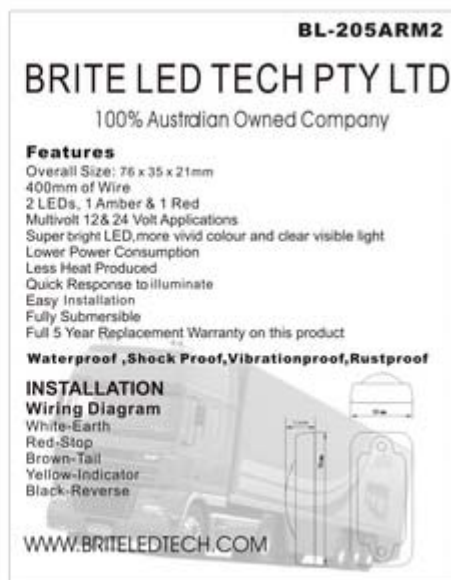 BL-205ARM2
BRITE LED TECH PTY LTD
100% Australian Owned Company
Features
Overall Size: 76 x 35 x 21mm
400mm of Wire
2 LEDs, 1 Amber & 1 Red
Multivolt 12& 24 Volt Applications
Super bright LED,more vivid colour and clear visible light
Lower Power Consumption
Less Heat Produced
Quick Response to illuminate
Easy Installation
Fully Submersible
Full 5 Year Replacement Warranty on this product
Waterproof ,Shock Proof,Vibrationproof,Rustproof
INSTALLATION
Wiring Diagram
White-Earth
Red-Stop
Brown-Tail
Yellow-Indicator
Black-Reverse
WWW.BRITELEDTECH.COM